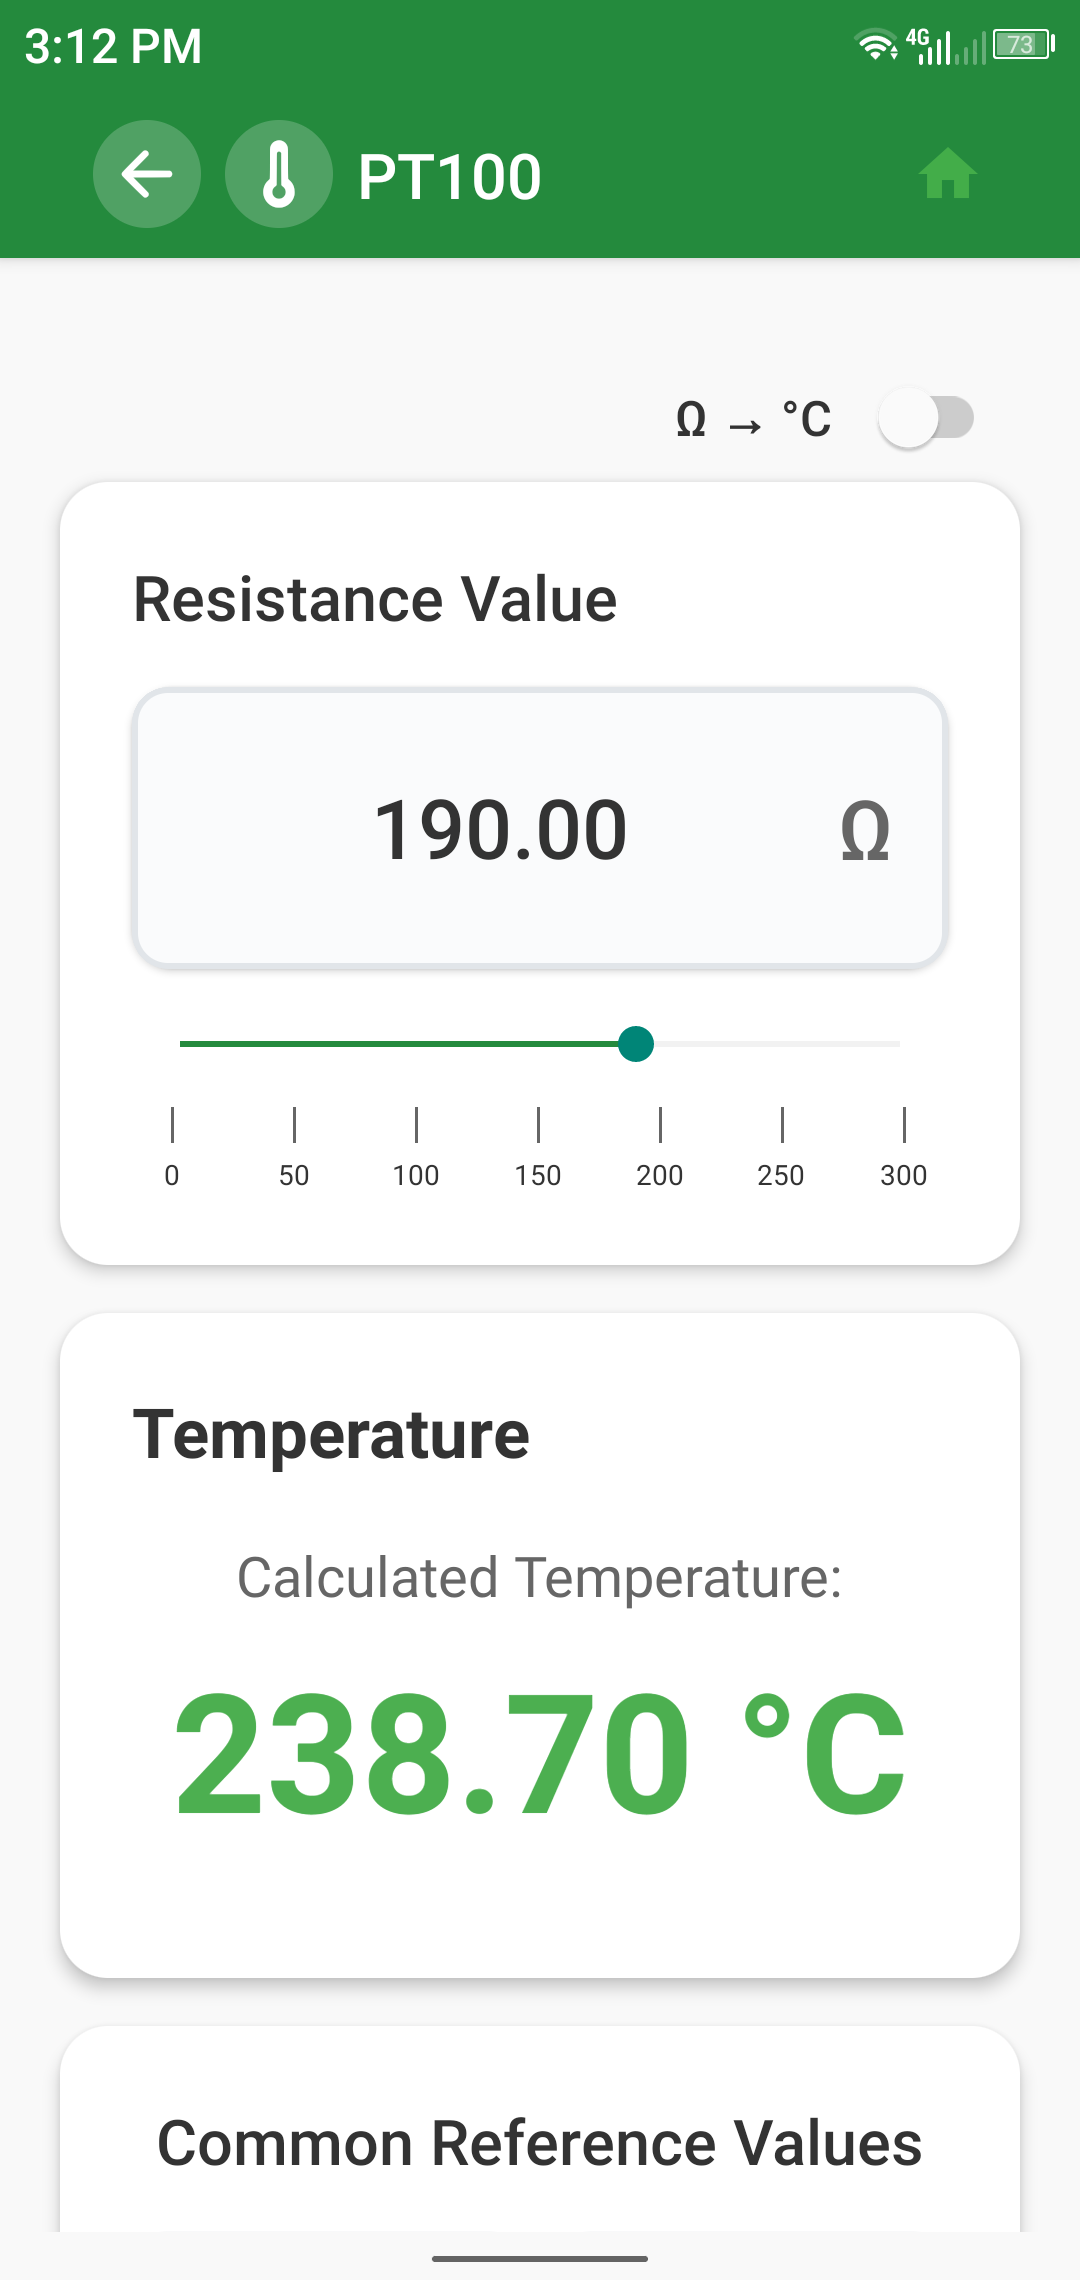 3:12 PM
4G
73
PT100
Ω → °C
Resistance Value
190.00 Ω
0 50 100 150 200 250 300
Temperature
Calculated Temperature:
238.70 °C
Common Reference Values